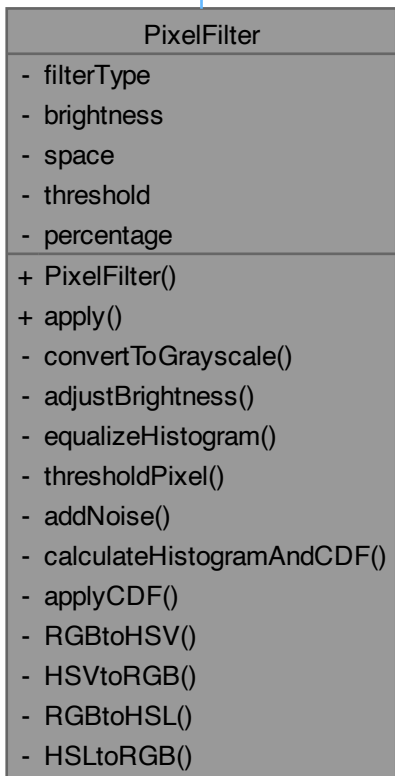 PixelFilter
- filterType
- brightness
- space
- threshold
- percentage
+ PixelFilter()
+ apply()
- convertToGrayscale()
- adjustBrightness()
- equalizeHistogram()
- thresholdPixel()
- addNoise()
- calculateHistogramAndCDF()
- applyCDF()
- RGBtoHSV()
- HSVtoRGB()
- RGBtoHSL()
- HSLtoRGB()